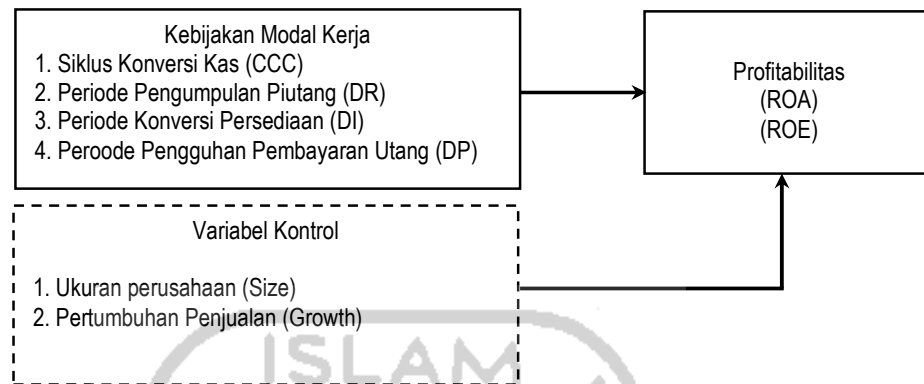 Kebijakan Modal Kerja
1. Siklus Konversi Kas (CCC)
2. Periode Pengumpulan Piutang (DR)
3. Periode Konversi Persediaan (DI)
4. Peroode Pengguhan Pembayaran Utang (DP)
Profitabilitas
(ROA)
(ROE)
Variabel Kontrol
1. Ukuran perusahaan (Size)
2. Pertumbuhan Penjualan (Growth)
ISLAM